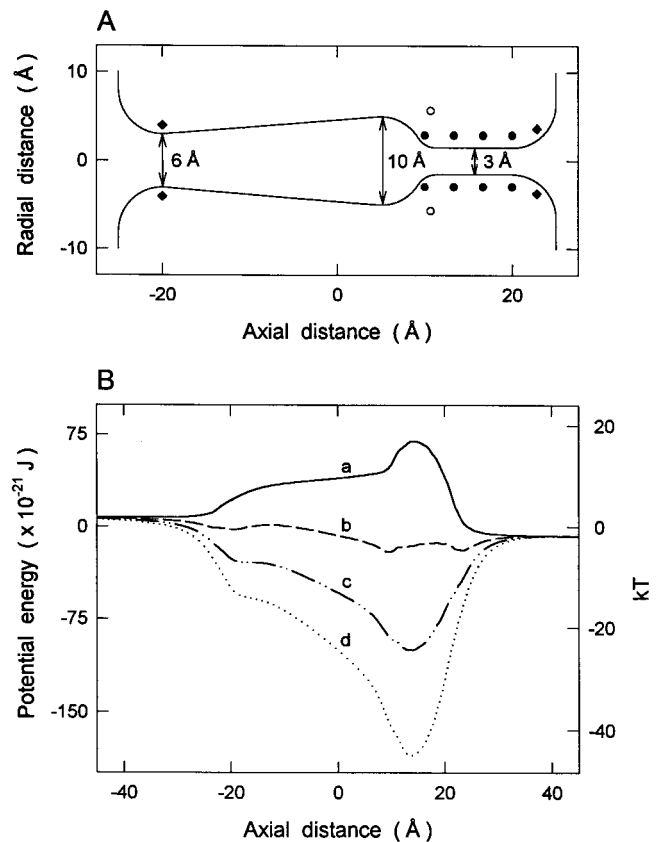 A
Radial distance (Å)
10
0
-10
6 Å
10 Å
3 Å
-20
0
20
Axial distance (Å)
B
Potential energy ( x 10⁻²¹ J)
75
0
-75
-150
a
b
c
d
20
0
-20
-40
kT
-40
-20
0
20
40
Axial distance (Å)